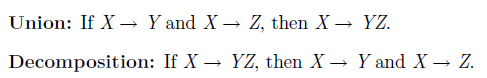 Union: If X → Y and X → Z, then X → YZ.
Decomposition: If X → YZ, then X → Y and X → Z.